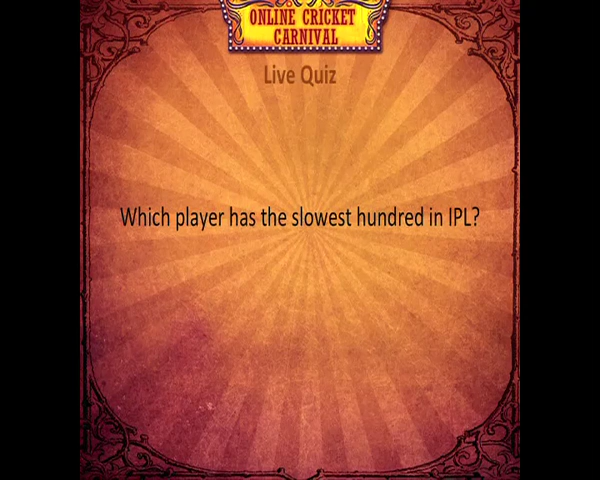 ONLINE CRICKET
CARNIVAL
Live Quiz
Which player has the slowest hundred in IPL?